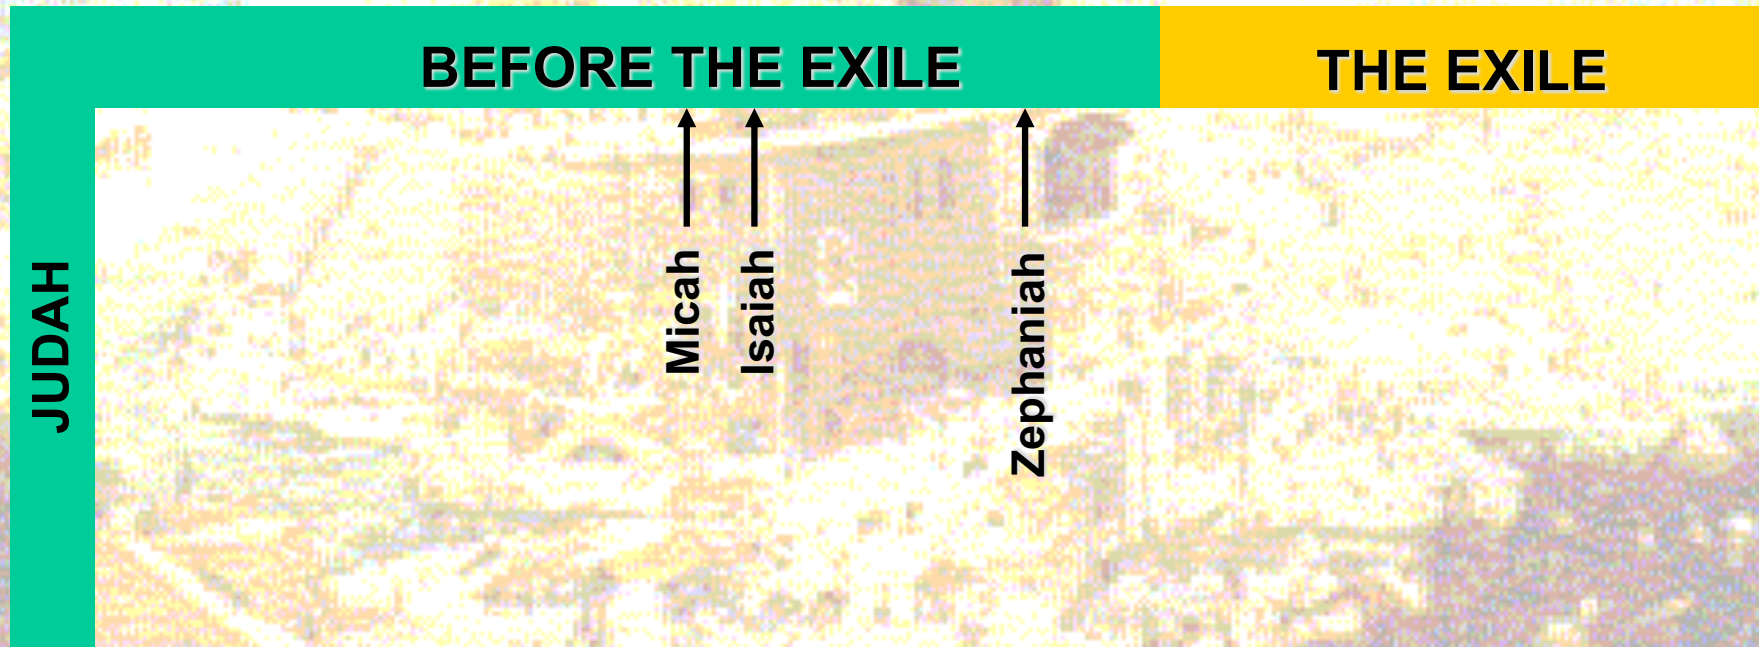 BEFORE THE EXILE
THE EXILE
JUDAH
Micah
Isaiah
Zephaniah